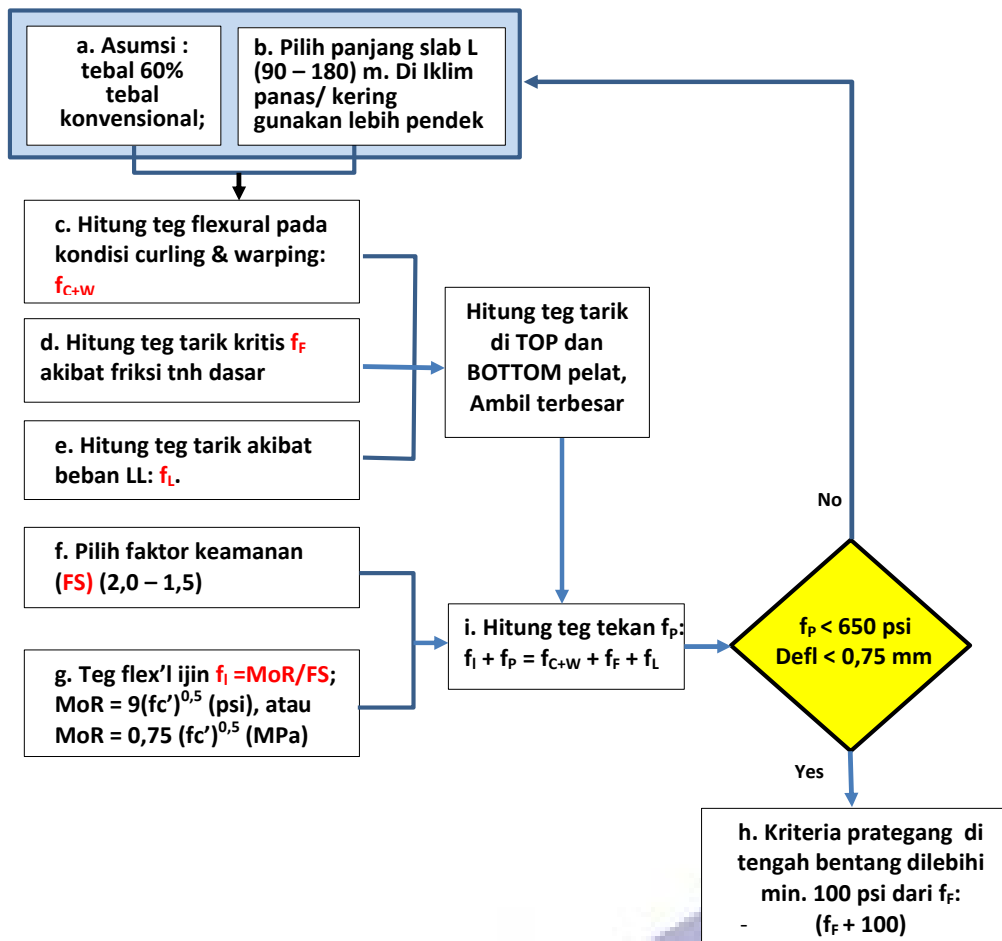 a. Asumsi :
tebal 60%
tebal
konvensional;
b. Pilih panjang slab L
(90 – 180) m. Di Iklim
panas/ kering
gunakan lebih pendek
c. Hitung teg flexural pada
kondisi curling & warping:
fC+W
d. Hitung teg tarik kritis fF
akibat friksi tnh dasar
e. Hitung teg tarik akibat
beban LL: fL.
Hitung teg tarik
di TOP dan
BOTTOM pelat,
Ambil terbesar
f. Pilih faktor keamanan
(FS) (2,0 – 1,5)
g. Teg flex’l ijin fI =MoR/FS;
MoR = 9(fc’)0,5 (psi), atau
MoR = 0,75 (fc’)0,5 (MPa)
i. Hitung teg tekan fP:
fI + fP = fC+W + fF + fL
No
fP < 650 psi
Defl < 0,75 mm
Yes
h. Kriteria prategang di
tengah bentang dilebihi
min. 100 psi dari fF:
- (fF + 100)